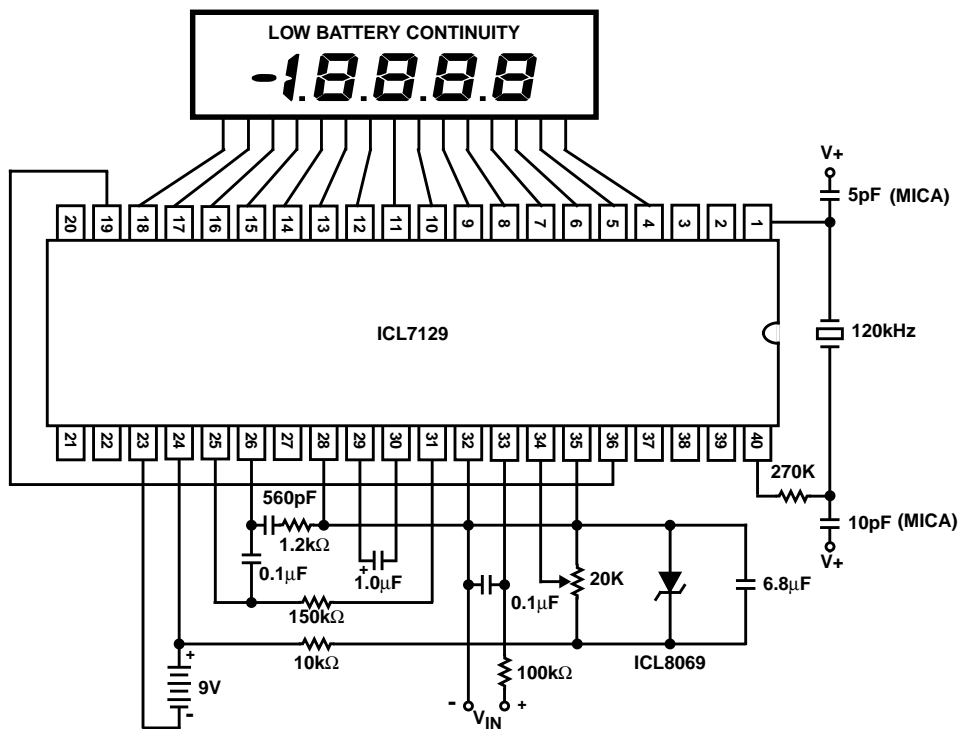 LOW BATTERY CONTINUITY
-1.8.8.8.8
V+
5pF (MICA)
20 19 18 17 16 15 14 13 12 11 10 9 8 7 6 5 4 3 2 1
ICL7129
120kHz
21 22 23 24 25 26 27 28 29 30 31 32 33 34 35 36 37 38 39 40
270K
560pF
10pF (MICA)
1.2kΩ
V+
0.1μF
+
1.0μF
0.1μF
20K
6.8μF
150kΩ
10kΩ
ICL8069
+
9V
-
100kΩ
- VIN +